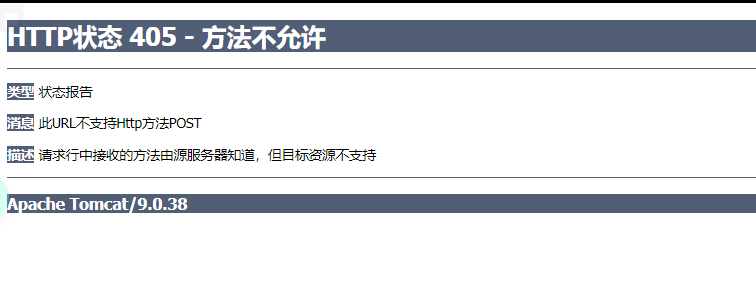 HTTP状态 405 - 方法不允许
类型 状态报告
消息 此URL不支持Http方法POST
描述 请求行中接收的方法由源服务器知道，但目标资源不支持
Apache Tomcat/9.0.38